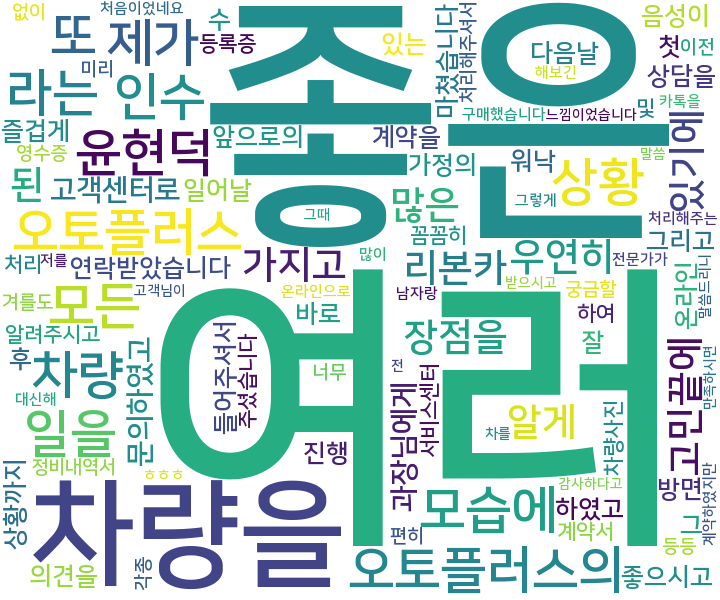 없이
처음이었네요
또
제가
수
등록증
미리
라는
인수
즐겁게
영수증
윤현덕
앞으로의
된
고객센터로
일어날
오토플러스
처리
저를
연락받았습니다
겨를도
모든
고객님이
알려주시고
후
차량
대신해
일을
문의하였고
정비내역서
ㅎㅎㅎ
상황까지
차량을
의견을
각종
좋은
있는
마쳤습니다
처리해주셔서
음성이
첫
이전
다음날
해보긴
상담을
카톡을
구매했습니다
느낌이었습니다
및
계약을
말씀
가정의
워낙
상황
있기에
많은
그렇게
처리해주는
그때
꼼꼼히
우연히
그리고
많이
가지고
리본카
전문가가
온라인
말씀드리니
온라인으로
남자랑
받으시고
궁금할
바로
장점을
하여
들어주셔서
주셨습니다
너무
전
잘
고민끝에
만족하시면
과장님에게
서비스센터
차를
알게
차량사진
진행
여러
감사하다고
방면
계약하였지만
모습에
하였고
그
편히
계약서
등등
오토플러스의
좋으시고